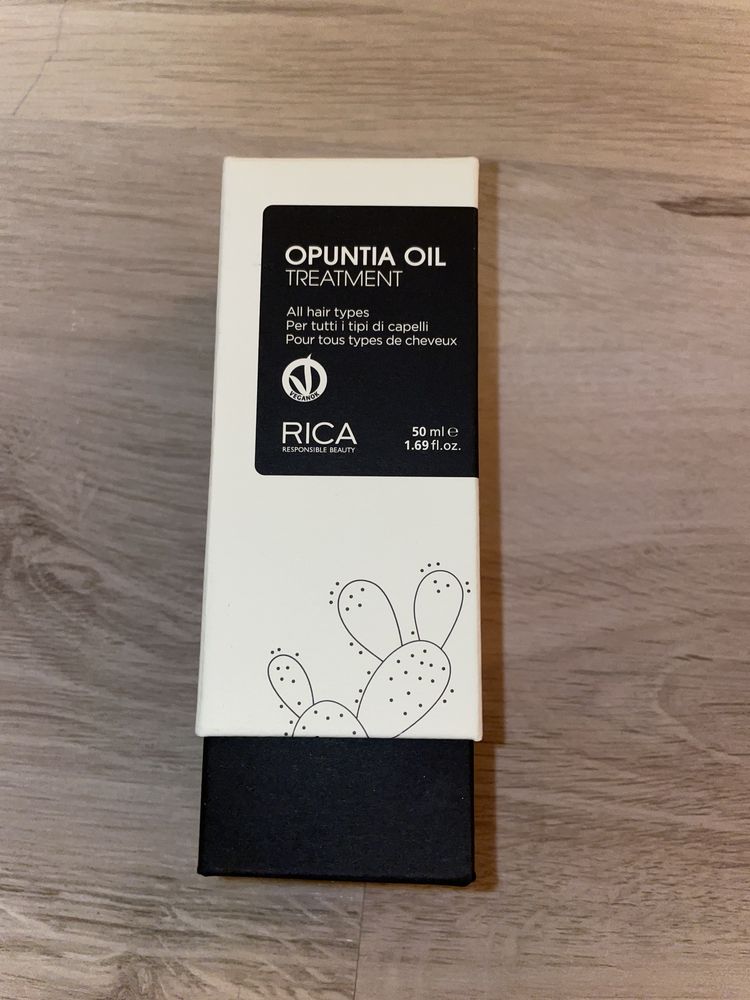 OPUNTIA OIL
TREATMENT
All hair types
Per tutti i tipi di capelli
Pour tous types de cheveux
VEGANOK
RICA
RESPONSIBLE BEAUTY
50 ml ℮
1.69 fl.oz.